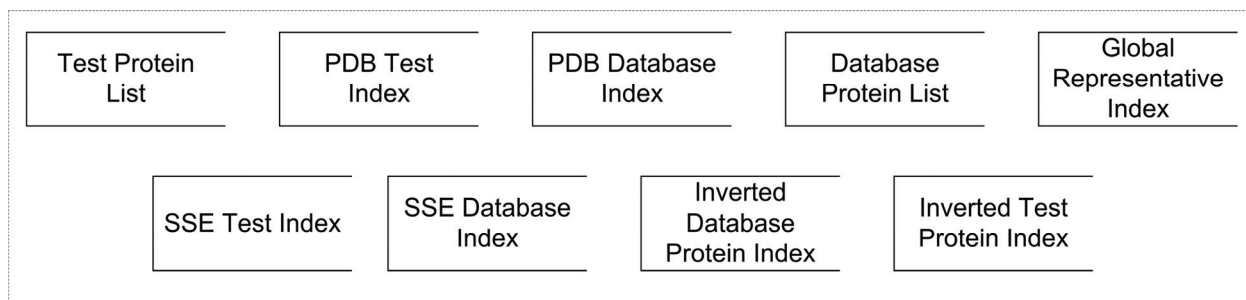 Test Protein
List
PDB Test
Index
PDB Database
Index
Database
Protein List
Global
Representative
Index
SSE Test Index
SSE Database
Index
Inverted
Database
Protein Index
Inverted Test
Protein Index